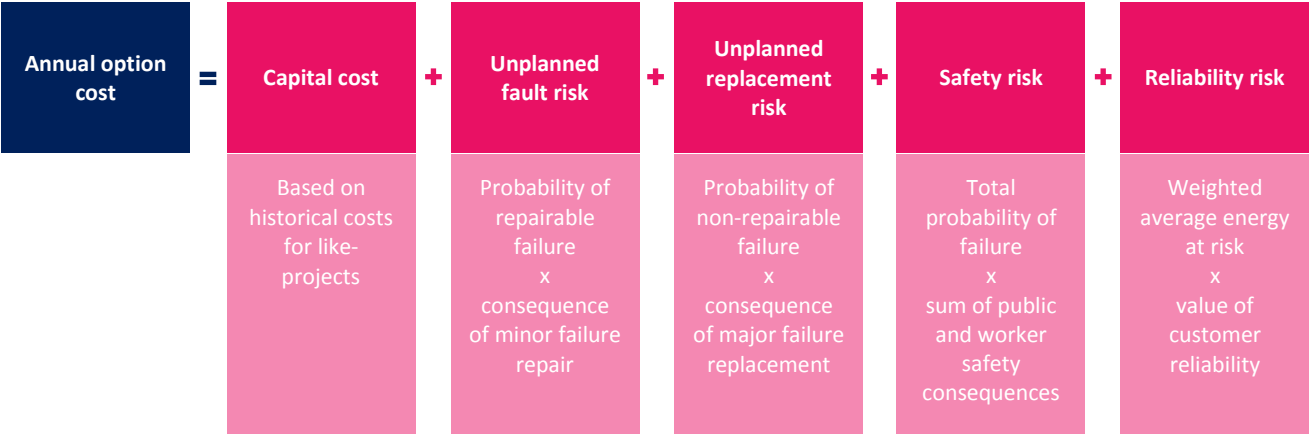 Annual option
cost
=
Capital cost
+
Unplanned
fault risk
+
Unplanned
replacement
risk
+
Safety risk
+
Reliability risk
Based on
historical costs
for like-
projects
Probability of
repairable
failure
x
consequence
of minor failure
repair
Probability of
non-repairable
failure
x
consequence
of major failure
replacement
Total
probability of
failure
x
sum of public
and worker
safety
consequences
Weighted
average energy
at risk
x
value of
customer
reliability